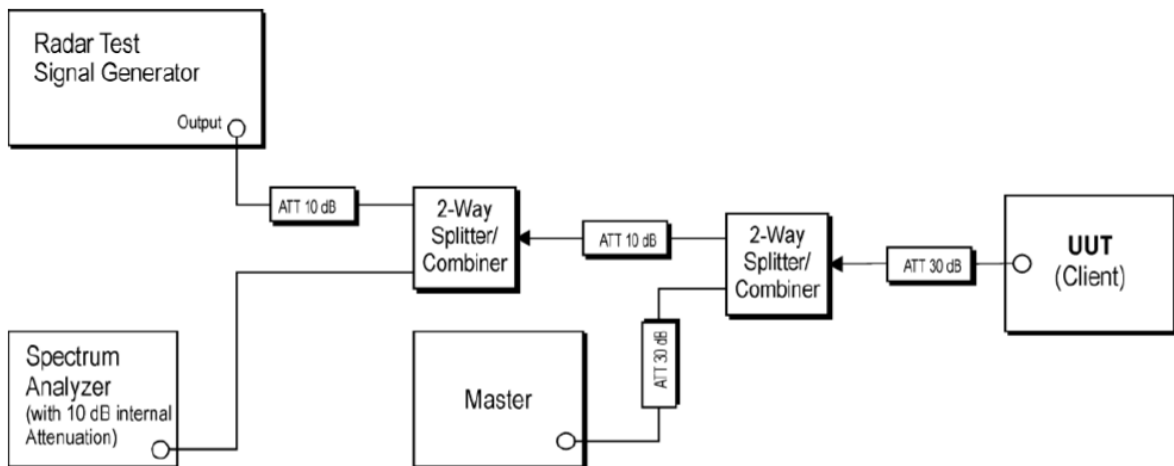 Radar Test
Signal Generator
Output
ATT 10 dB
2-Way
Splitter/
Combiner
ATT 10 dB
2-Way
Splitter/
Combiner
ATT 30 dB
UUT
(Client)
Spectrum
Analyzer
(with 10 dB internal
Attenuation)
Master
ATT 30 dB